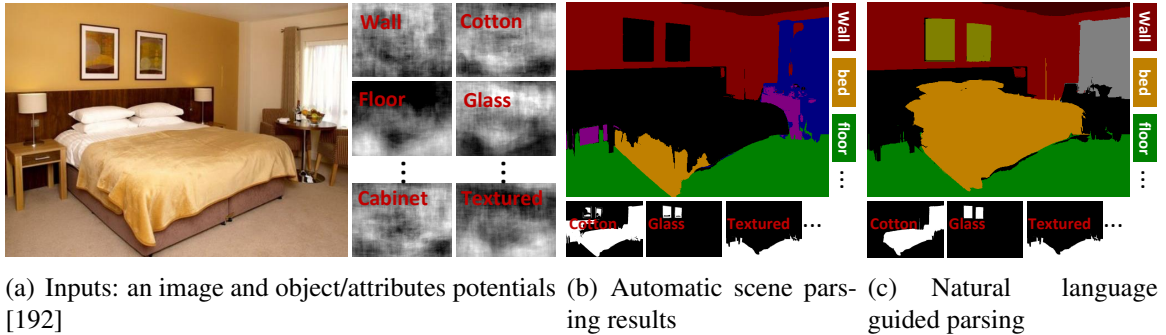 Wall
Cotton
Floor
Glass
Cabinet
Textured
Wall
bed
floor
...
Cotton
Glass
Textured
...
Wall
bed
floor
...
Cotton
Glass
Textured
...
(a) Inputs: an image and object/attributes potentials
[192]
(b) Automatic scene pars-
ing results
(c) Natural language
guided parsing